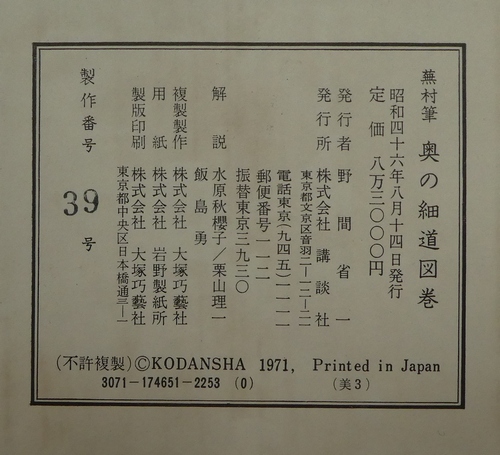 蕪村筆 奥の細道図巻
昭和四十六年八月十四日発行
定価 八万三〇〇〇円
発行者 野間省一
発行所 株式会社 講談社
東京都文京区音羽二—一二—二一
電話東京(九四五)一一一一
郵便番号一一二
振替東京三九三〇
解説 水原秋櫻子/栗山理一
飯島勇
複製製作 株式会社 大塚巧藝社
用紙 株式会社 岩野製紙所
製版印刷 株式会社 大塚巧藝社
東京都中央区日本橋通三—一
製作番号 39 号
(不許複製)©KODANSHA 1971, Printed in Japan
3071—174651—2253 (0) (美3)